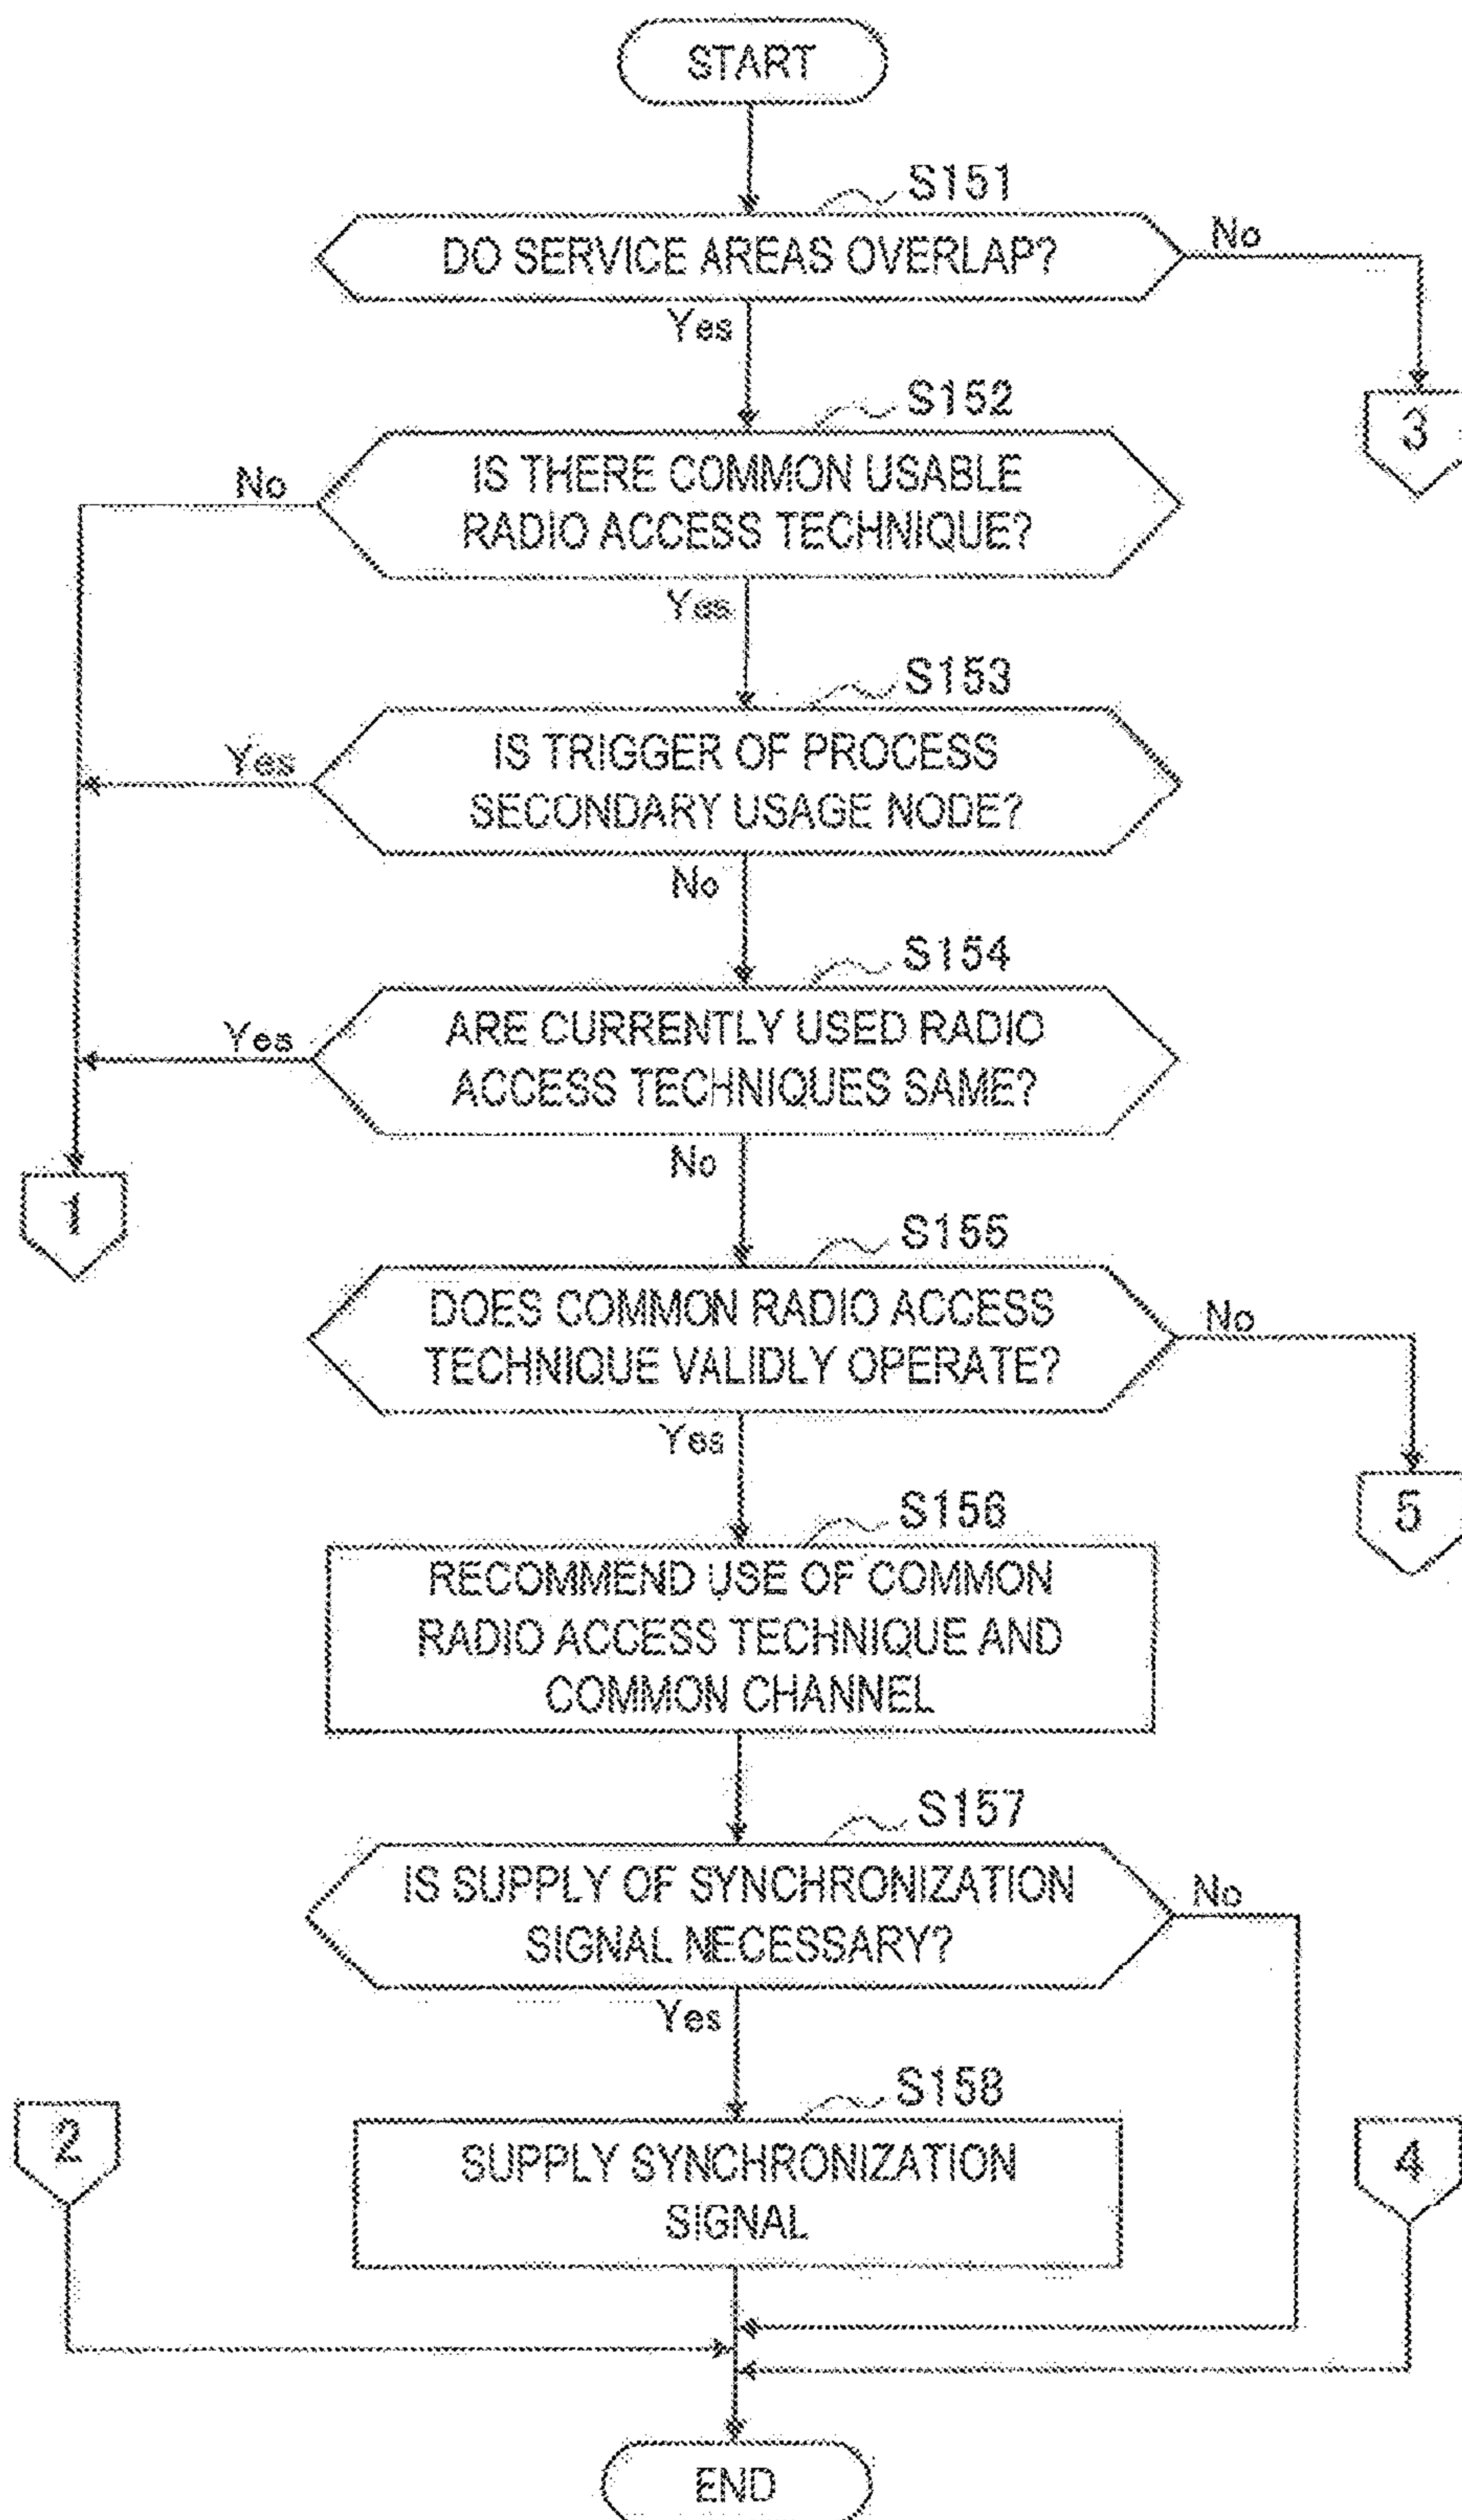 START
S151
DO SERVICE AREAS OVERLAP?
No
Yes
3
S152
IS THERE COMMON USABLE
RADIO ACCESS TECHNIQUE?
No
Yes
S153
IS TRIGGER OF PROCESS
SECONDARY USAGE NODE?
Yes
No
S154
ARE CURRENTLY USED RADIO
ACCESS TECHNIQUES SAME?
Yes
No
1
S155
DOES COMMON RADIO ACCESS
TECHNIQUE VALIDLY OPERATE?
No
Yes
5
S156
RECOMMEND USE OF COMMON
RADIO ACCESS TECHNIQUE AND
COMMON CHANNEL
S157
IS SUPPLY OF SYNCHRONIZATION
SIGNAL NECESSARY?
No
Yes
S158
2
SUPPLY SYNCHRONIZATION
SIGNAL
4
END